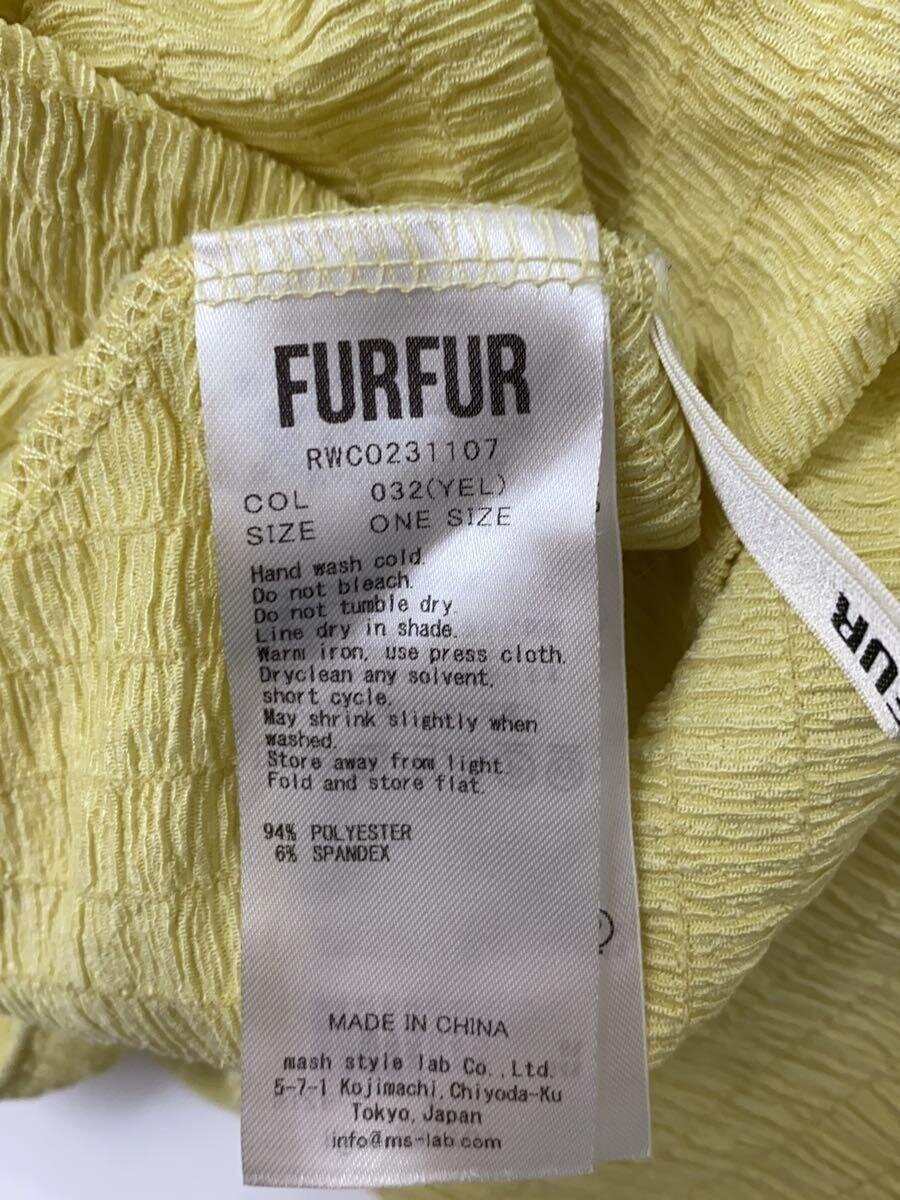 FURFUR
RWCO231107
COL 032(YEL)
SIZE ONE SIZE
Hand wash cold.
Do not bleach.
Do not tumble dry.
Line dry in shade.
Warm iron, use press cloth.
Dryclean any solvent,
short cycle.
May shrink slightly when
washed.
Store away from light.
Fold and store flat.
94% POLYESTER
6% SPANDEX
MADE IN CHINA
mash style lab Co.,Ltd.
5-7-1 Kojimachi,Chiyoda-Ku
Tokyo,Japan
info@ms-lab.com
UR